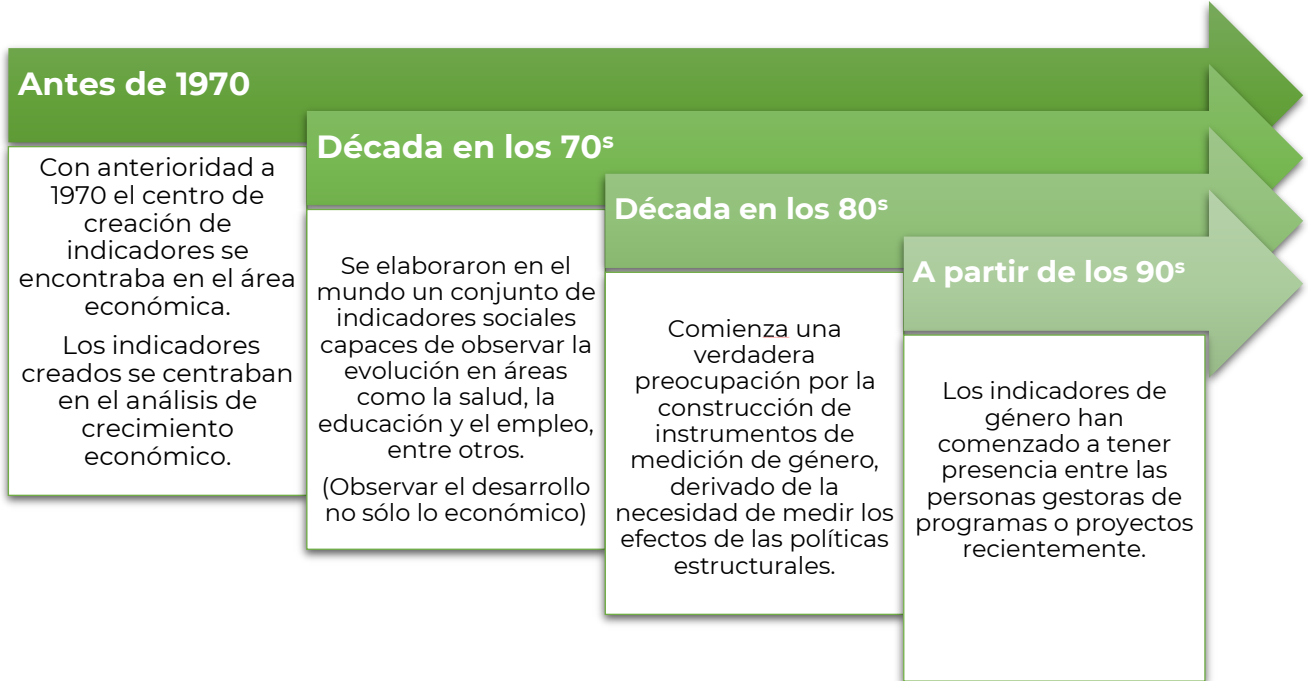 Antes de 1970
Con anterioridad a
1970 el centro de
creación de
indicadores se
encontraba en el área
económica.
Los indicadores
creados se centraban
en el análisis de
crecimiento
económico.
Década en los 70s
Se elaboraron en el
mundo un conjunto de
indicadores sociales
capaces de observar la
evolución en áreas
como la salud, la
educación y el empleo,
entre otros.
(Observar el desarrollo
no sólo lo económico)
Década en los 80s
Comienza una
verdadera
preocupación por la
construcción de
instrumentos de
medición de género,
derivado de la
necesidad de medir los
efectos de las políticas
estructurales.
A partir de los 90s
Los indicadores de
género han
comenzado a tener
presencia entre las
personas gestoras de
programas o proyectos
recientemente.